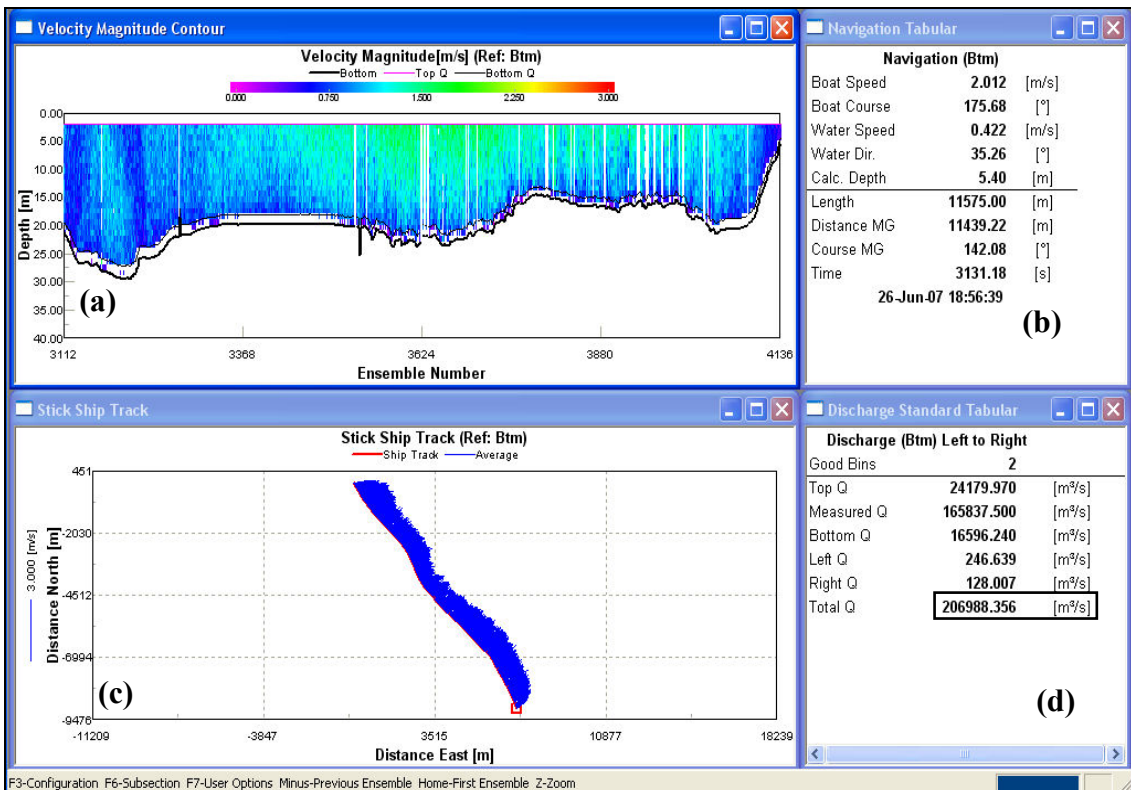 Velocity Magnitude Contour
Velocity Magnitude[m/s] (Ref: Btm)
Bottom Top Q Bottom Q
0.000 0.750 1.500 2.250 3.000
0.00
5.00
10.00
15.00
20.00
25.00
30.00
35.00
40.00
Depth [m]
(a)
3112 3368 3624 3880 4136
Ensemble Number
Navigation Tabular
Navigation (Btm)
Boat Speed 2.012 [m/s]
Boat Course 175.68 [°]
Water Speed 0.422 [m/s]
Water Dir. 35.26 [°]
Calc. Depth 5.40 [m]
Length 11575.00 [m]
Distance MG 11439.22 [m]
Course MG 142.08 [°]
Time 3131.18 [s]
26-Jun-07 18:56:39
(b)
Stick Ship Track
Stick Ship Track (Ref: Btm)
Ship Track Average
451
-2030
-4512
-6994
-9476
3.000 [m/s]
Distance North [m]
(c)
-11209 -3847 3515 10877 18239
Distance East [m]
Discharge Standard Tabular
Discharge (Btm) Left to Right
Good Bins 2
Top Q 24179.970 [m³/s]
Measured Q 165837.500 [m³/s]
Bottom Q 16596.240 [m³/s]
Left Q 246.639 [m³/s]
Right Q 128.007 [m³/s]
Total Q 206988.356 [m³/s]
(d)
F3-Configuration F6-Subsection F7-User Options Minus-Previous Ensemble Home-First Ensemble Z-Zoom